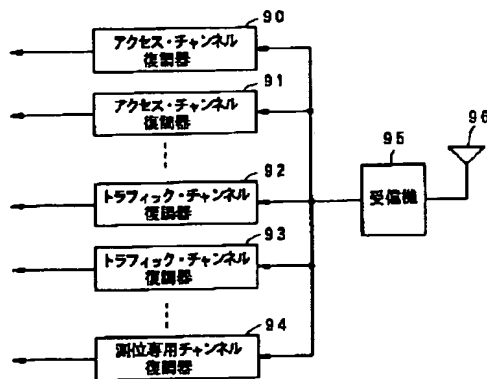 90
アクセス・チャンネル
復調器
91
アクセス・チャンネル
復調器
92
トラフィック・チャンネル
復調器
93
トラフィック・チャンネル
復調器
94
測位専用チャンネル
復調器
95
受信機
96